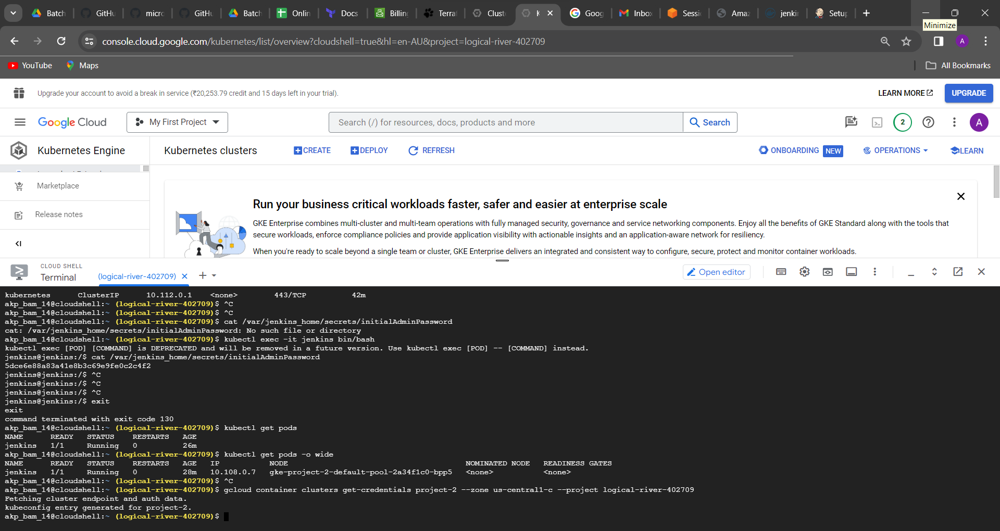 Batch GitHu micro GitHu Batch Onlin Docs Billin Terra Clust K Goog Inbox Sessi Amaz jenkin Setup
Minimize
console.cloud.google.com/kubernetes/list/overview?cloudshell=true&hl=en-AU&project=logical-river-402709
A
YouTube Maps All Bookmarks
Upgrade your account to avoid a break in service (₹20,253.79 credit and 15 days left in your trial). LEARN MORE UPGRADE
Google Cloud My First Project Search (/) for resources, docs, products and more Search 2 A
Kubernetes Engine Kubernetes clusters CREATE DEPLOY REFRESH ONBOARDING NEW OPERATIONS LEARN
Marketplace
Release notes
Run your business critical workloads faster, safer and easier at enterprise scale
GKE Enterprise combines multi-cluster and multi-team operations with fully managed security, governance and service networking components. Enjoy all the benefits of GKE Standard along with the tools that
secure workloads, enforce compliance policies and provide application visibility with actionable insights and an application-aware network for resiliency.
When you're ready to scale beyond a single team or cluster, GKE Enterprise delivers an integrated and consistent way to configure, secure, protect and monitor container workloads.
CLOUD SHELL
Terminal (logical-river-402709) Open editor
kubernetes ClusterIP 10.112.0.1 <none> 443/TCP 42m
akp_bam_14@cloudshell:~ (logical-river-402709)$ ^C
akp_bam_14@cloudshell:~ (logical-river-402709)$ ^C
akp_bam_14@cloudshell:~ (logical-river-402709)$ cat /var/jenkins_home/secrets/initialAdminPassword
cat: /var/jenkins_home/secrets/initialAdminPassword: No such file or directory
akp_bam_14@cloudshell:~ (logical-river-402709)$ kubectl exec -it jenkins bin/bash
kubectl exec [POD] [COMMAND] is DEPRECATED and will be removed in a future version. Use kubectl exec [POD] -- [COMMAND] instead.
jenkins@jenkins:/$ cat /var/jenkins_home/secrets/initialAdminPassword
5dce6e88a83a41e8b3c69e9fe0c2c4f2
jenkins@jenkins:/$ ^C
jenkins@jenkins:/$ ^C
jenkins@jenkins:/$ ^C
jenkins@jenkins:/$ exit
exit
command terminated with exit code 130
akp_bam_14@cloudshell:~ (logical-river-402709)$ kubectl get pods
NAME READY STATUS RESTARTS AGE
jenkins 1/1 Running 0 26m
akp_bam_14@cloudshell:~ (logical-river-402709)$ kubectl get pods -o wide
NAME READY STATUS RESTARTS AGE IP NODE NOMINATED NODE READINESS GATES
jenkins 1/1 Running 0 28m 10.108.0.7 gke-project-2-default-pool-2a34f1c0-bpp5 <none> <none>
akp_bam_14@cloudshell:~ (logical-river-402709)$ ^C
akp_bam_14@cloudshell:~ (logical-river-402709)$ gcloud container clusters get-credentials project-2 --zone us-central1-c --project logical-river-402709
Fetching cluster endpoint and auth data.
kubeconfig entry generated for project-2.
akp_bam_14@cloudshell:~ (logical-river-402709)$